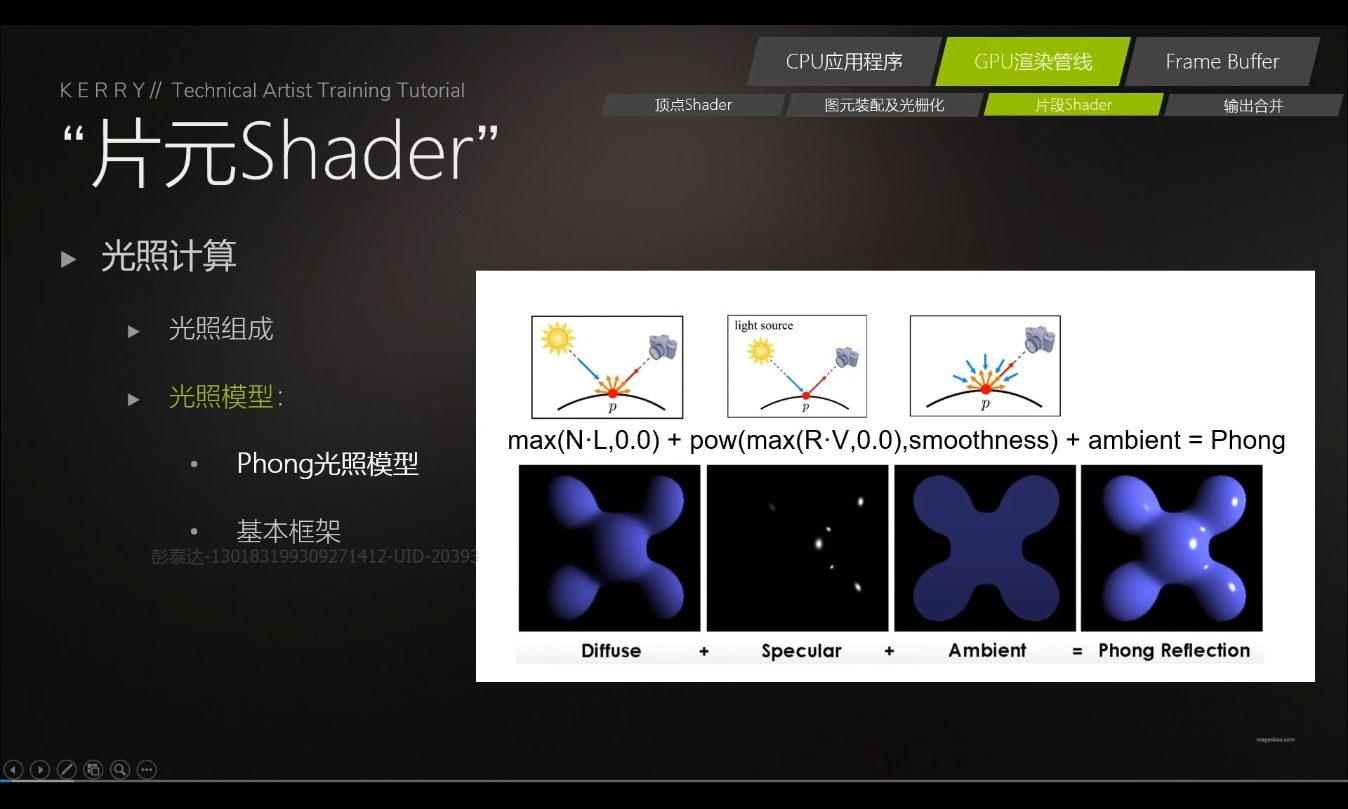 CPU应用程序
GPU渲染管线
Frame Buffer
顶点Shader
图元装配及光栅化
片段Shader
输出合并
KERRY// Technical Artist Training Tutorial
“片元Shader”
光照计算
光照组成
光照模型：
Phong光照模型
基本框架
彭泰达-130183199309271412-UID-20393
light source
p
p
p
max(N·L,0.0) + pow(max(R·V,0.0),smoothness) + ambient = Phong
Diffuse + Specular + Ambient = Phong Reflection
magesbox.com